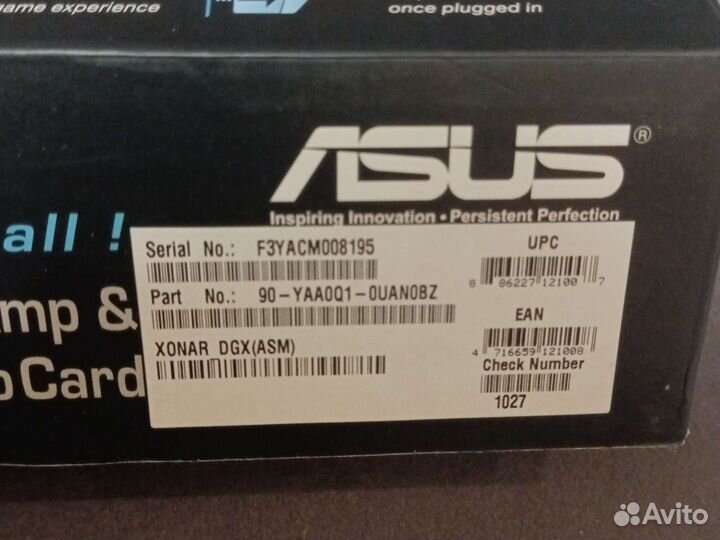 game experience
once plugged in
ASUS®
Inspiring Innovation • Persistent Perfection
all !
Serial No.: F3YACM008195
UPC
8 86227 12100 7
Part No.: 90-YAA0Q1-0UAN0BZ
EAN
4 716659 121008
XONAR DGX(ASM)
Check Number
1027
mp &
o Card
Avito